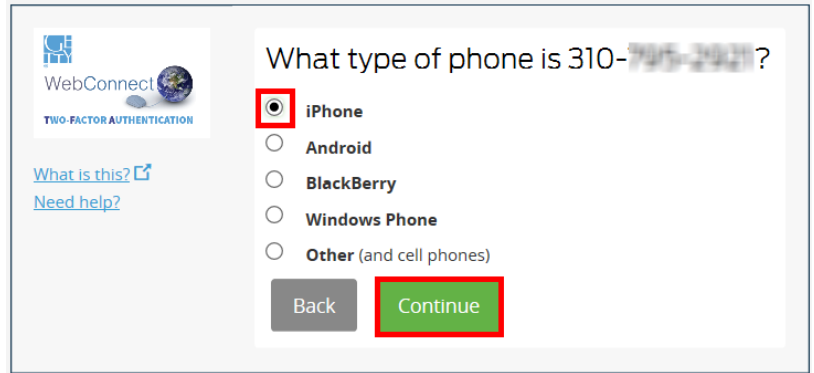 WebConnect
TWO-FACTOR AUTHENTICATION
What is this?
Need help?
What type of phone is 310- ?
iPhone
Android
BlackBerry
Windows Phone
Other (and cell phones)
Back
Continue